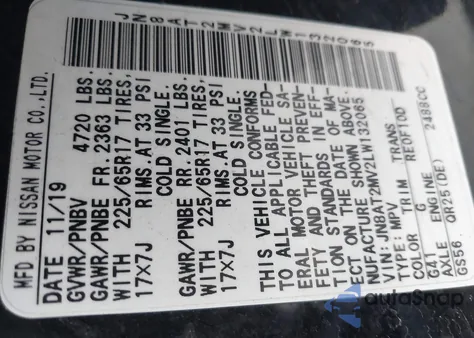 JN8AT2MV2LW132065
MFD BY NISSAN MOTOR CO.,LTD.
DATE 11/19
GVWR/PNBV 4720 LBS.
GAWR/PNBE FR. 2363 LBS.
WITH 225/65R17 TIRES,
17X7J RIMS AT 33 PSI
COLD SINGLE.
GAWR/PNBE RR. 2401 LBS.
WITH 225/65R17 TIRES,
17X7J RIMS AT 33 PSI
COLD SINGLE.
THIS VEHICLE CONFORMS
TO ALL APPLICABLE FED-
ERAL MOTOR VEHICLE SA-
FETY AND THEFT PREVEN-
TION STANDARDS IN EFF-
ECT ON THE DATE OF MA-
NUFACTURE SHOWN ABOVE.
VIN: JN8AT2MV2LW132065
TYPE: MPV
COLOR TRIM TRANS
G41 G RE0F10D
AXLE ENGINE
GS56 QR25(DE) 2488CC
autosnap